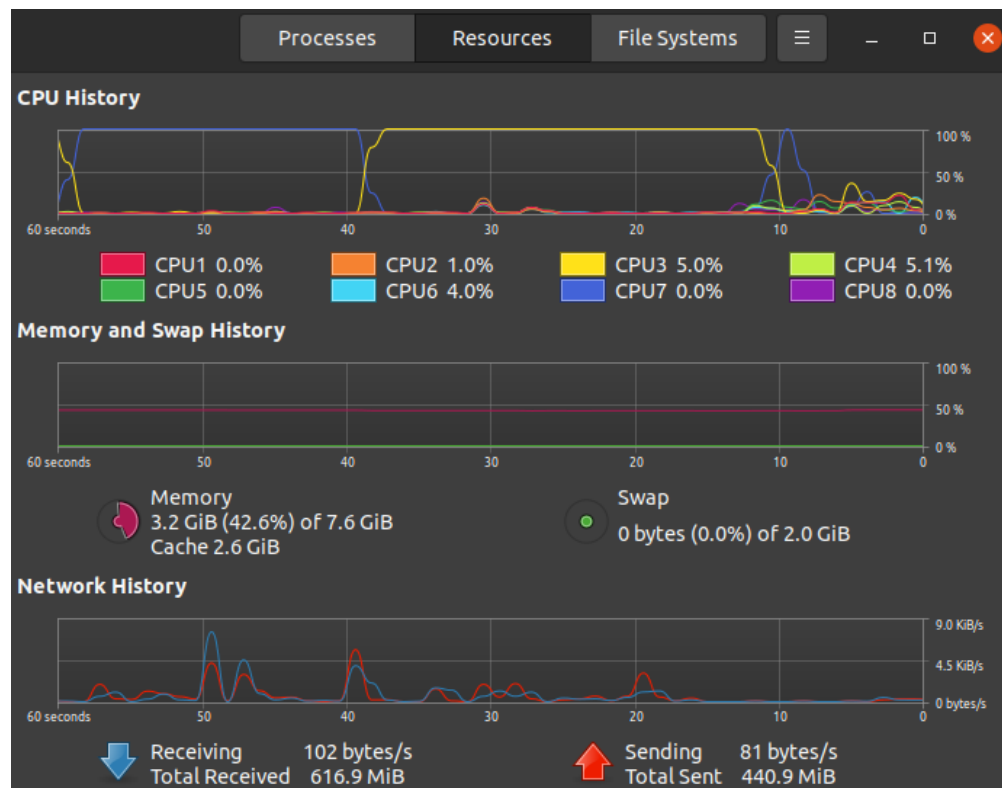 Processes Resources File Systems
CPU History
100 %
50 %
0 %
60 seconds 50 40 30 20 10 0
CPU1 0.0% CPU2 1.0% CPU3 5.0% CPU4 5.1%
CPU5 0.0% CPU6 4.0% CPU7 0.0% CPU8 0.0%
Memory and Swap History
100 %
50 %
0 %
60 seconds 50 40 30 20 10 0
Memory
3.2 GiB (42.6%) of 7.6 GiB
Cache 2.6 GiB
Swap
0 bytes (0.0%) of 2.0 GiB
Network History
9.0 KiB/s
4.5 KiB/s
0 bytes/s
60 seconds 50 40 30 20 10 0
Receiving 102 bytes/s
Total Received 616.9 MiB
Sending 81 bytes/s
Total Sent 440.9 MiB